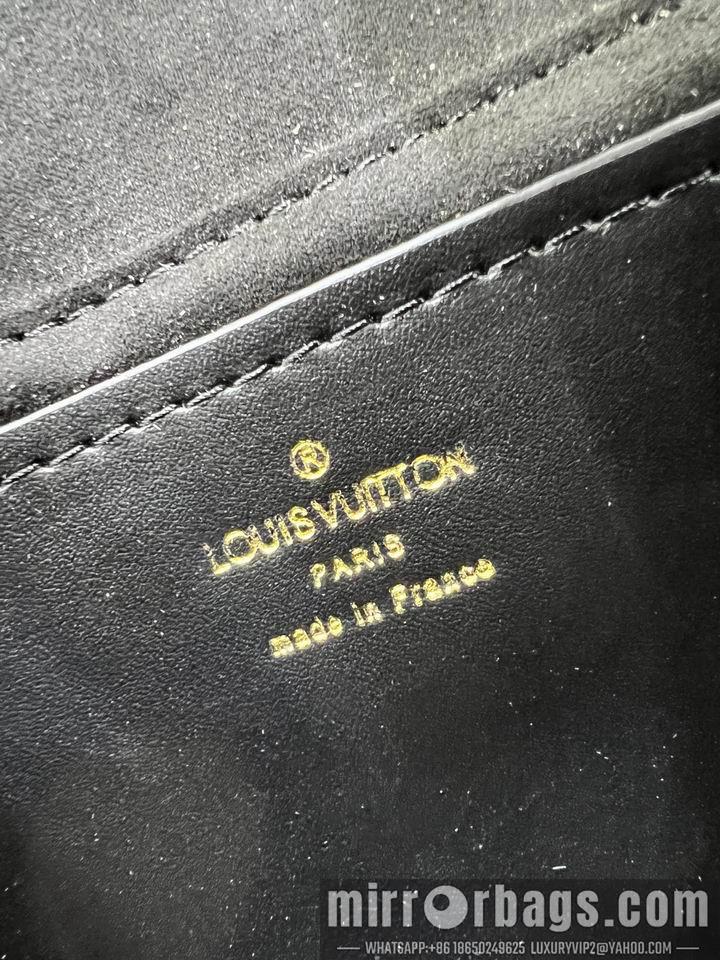 ®
LOUIS VUITTON
PARIS
made in France
mirrorbags.com
WHATSAPP:+86 18650249625 LUXURYVIP2@YAHOO.COM